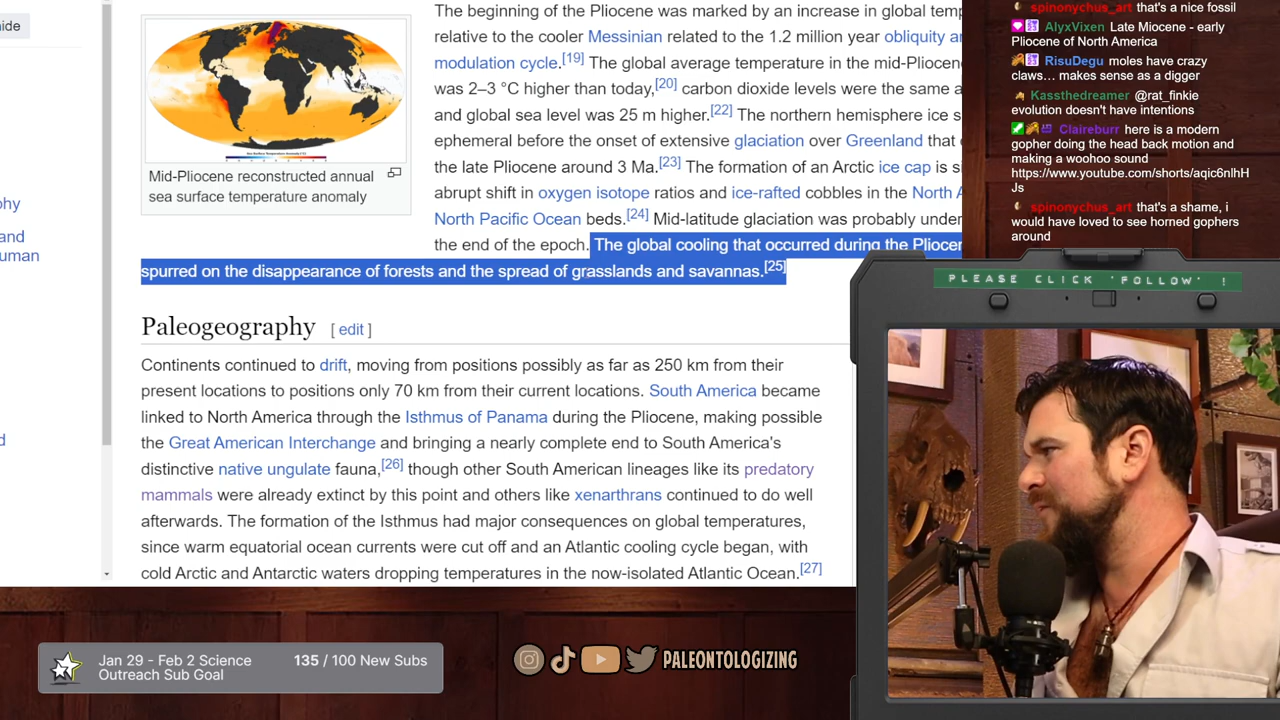 ide
hy
and
uman
d
Mid-Pliocene reconstructed annual
sea surface temperature anomaly
The beginning of the Pliocene was marked by an increase in global
relative to the cooler Messinian related to the 1.2 million year obliquity
modulation cycle.[19] The global average temperature in the mid-Pliocene
was 2–3 °C higher than today,[20] carbon dioxide levels were the same
and global sea level was 25 m higher.[22] The northern hemisphere ice
ephemeral before the onset of extensive glaciation over Greenland that
the late Pliocene around 3 Ma.[23] The formation of an Arctic ice cap is
abrupt shift in oxygen isotope ratios and ice-rafted cobbles in the North
North Pacific Ocean beds.[24] Mid-latitude glaciation was probably
the end of the epoch. The global cooling that occurred during the
spurred on the disappearance of forests and the spread of grasslands and savannas.[25]
Paleogeography [ edit ]
Continents continued to drift, moving from positions possibly as far as 250 km from their
present locations to positions only 70 km from their current locations. South America became
linked to North America through the Isthmus of Panama during the Pliocene, making possible
the Great American Interchange and bringing a nearly complete end to South America's
distinctive native ungulate fauna,[26] though other South American lineages like its predatory
mammals were already extinct by this point and others like xenarthrans continued to do well
afterwards. The formation of the Isthmus had major consequences on global temperatures,
since warm equatorial ocean currents were cut off and an Atlantic cooling cycle began, with
cold Arctic and Antarctic waters dropping temperatures in the now-isolated Atlantic Ocean.[27]
spinonychus_art that's a nice fossil
AlyxVixen Late Miocene - early
Pliocene of North America
RisuDegu moles have crazy
claws… makes sense as a digger
Kassthedreamer @rat_finkie
evolution doesn't have intentions
Claireburr here is a modern
gopher doing the head back motion and
making a woohoo sound
https://www.youtube.com/shorts/aqic6nlhH
Js
spinonychus_art that's a shame, i
would have loved to see horned gophers
around
PLEASE CLICK 'FOLLOW' !
Jan 29 - Feb 2 Science
Outreach Sub Goal
135 / 100 New Subs
PALEONTOLOGIZING